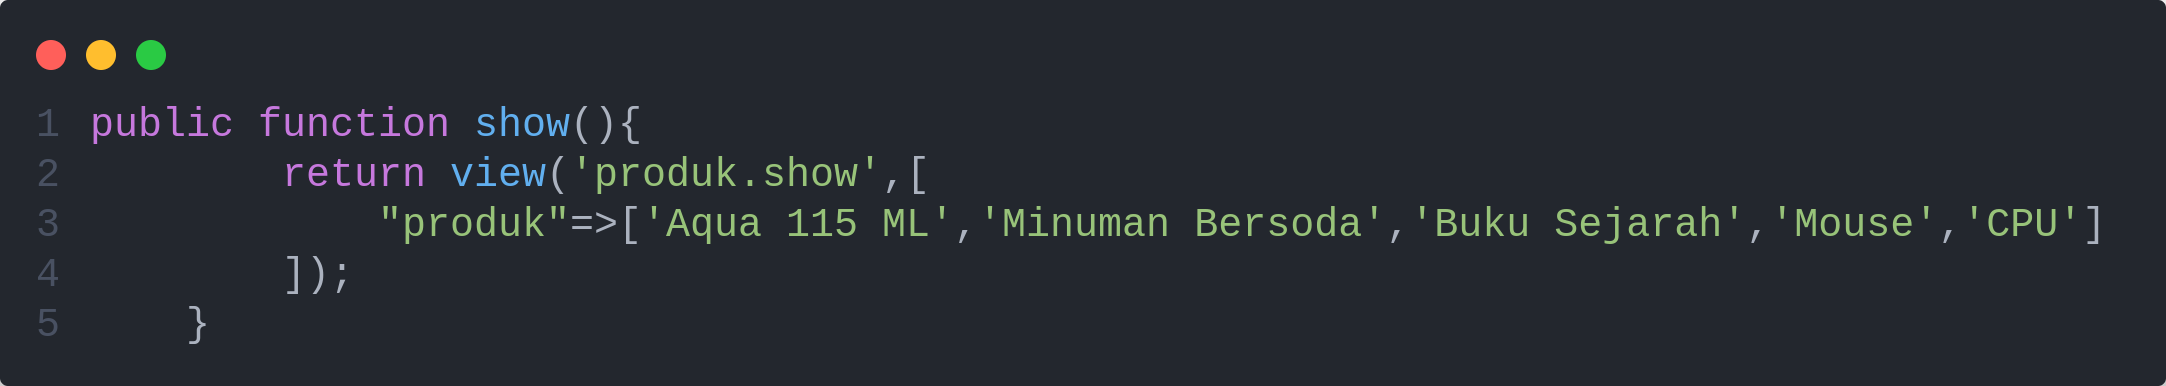 1 public function show(){
2         return view('produk.show',[
3             "produk"=>['Aqua 115 ML','Minuman Bersoda','Buku Sejarah','Mouse','CPU']
4         ]);
5     }